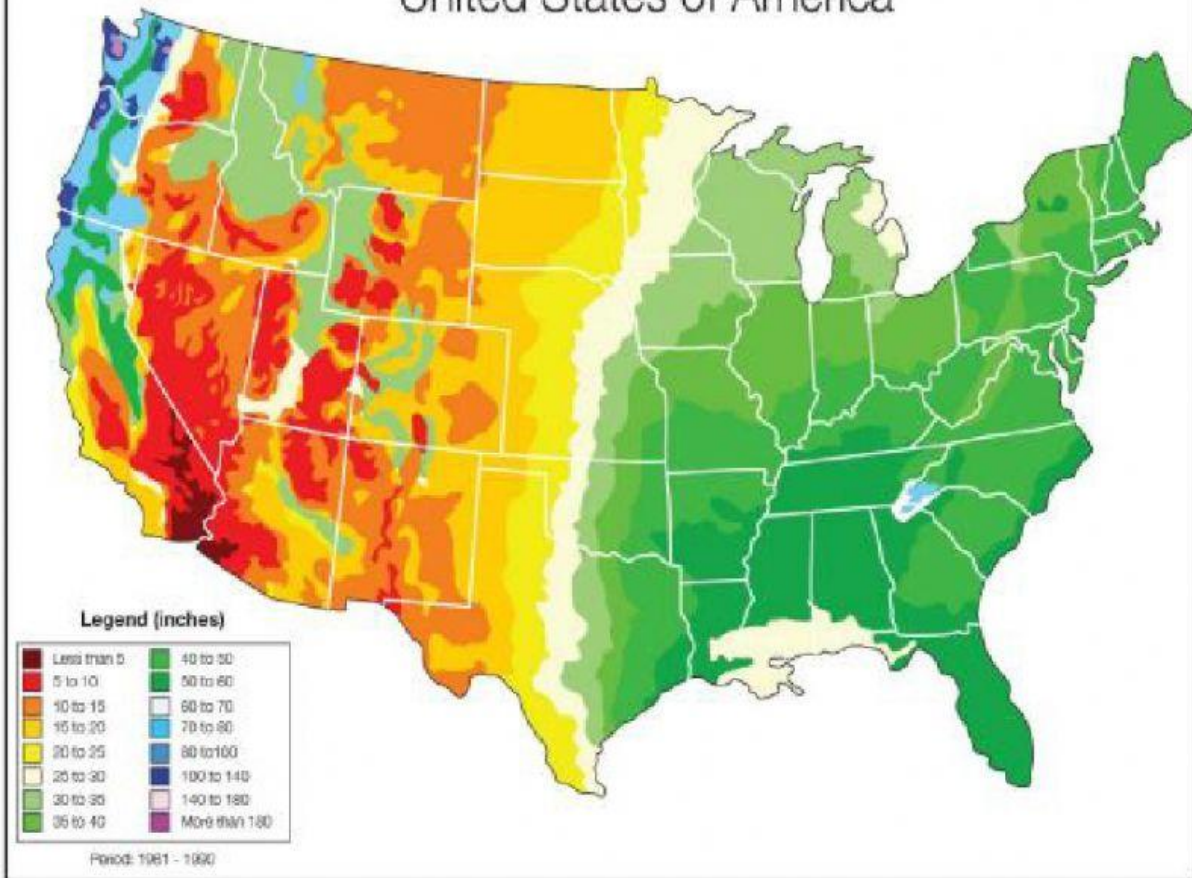 United States of America
Legend (inches)
Less than 5
5 to 10
10 to 15
15 to 20
20 to 25
25 to 30
30 to 35
35 to 40
40 to 50
50 to 60
60 to 70
70 to 80
80 to100
100 to 140
140 to 180
More than 180
Period: 1961 - 1990